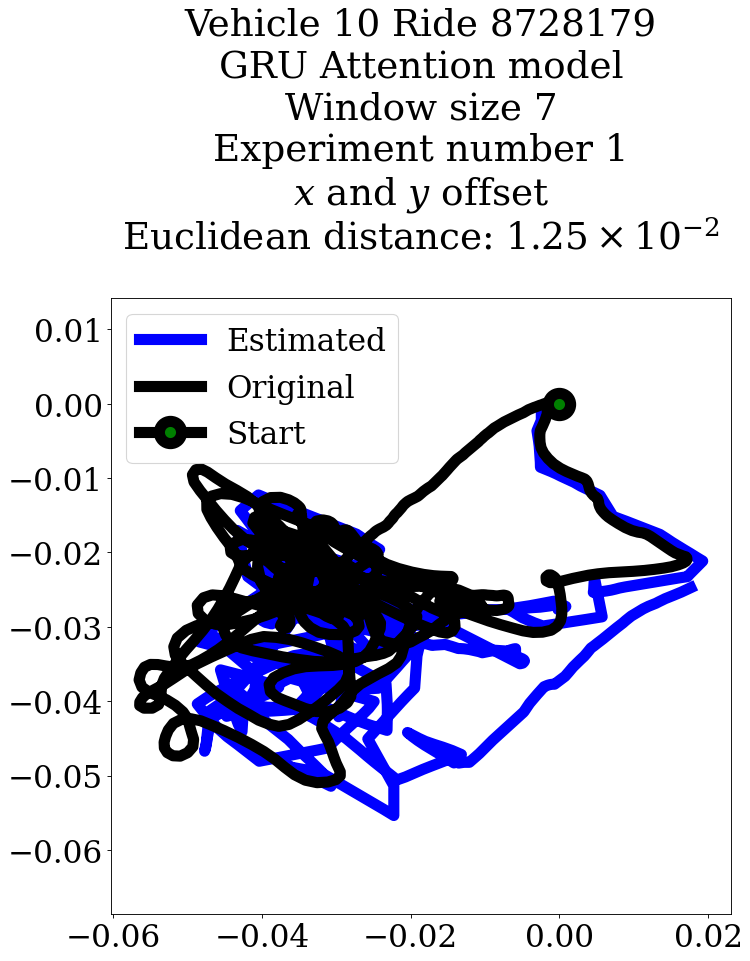 Vehicle 10 Ride 8728179
GRU Attention model
Window size 7
Experiment number 1
x and y offset
Euclidean distance: 1.25 × 10⁻²
Estimated
Original
Start
0.01
0.00
−0.01
−0.02
−0.03
−0.04
−0.05
−0.06
−0.06 −0.04 −0.02 0.00 0.02